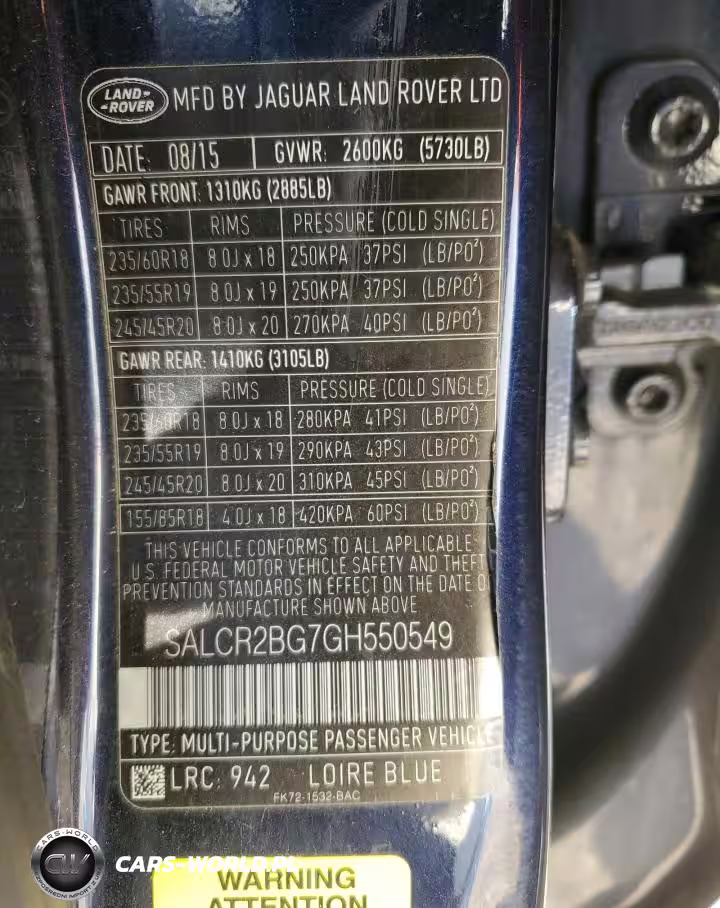 LAND-
-ROVER
MFD BY JAGUAR LAND ROVER LTD
DATE: 08/15 GVWR: 2600KG (5730LB)
GAWR FRONT: 1310KG (2885LB)
TIRES RIMS PRESSURE (COLD SINGLE)
235/60R18 8.0J x 18 250KPA 37PSI (LB/PO²)
235/55R19 8.0J x 19 250KPA 37PSI (LB/PO²)
245/45R20 8.0J x 20 270KPA 40PSI (LB/PO²)
GAWR REAR: 1410KG (3105LB)
TIRES RIMS PRESSURE (COLD SINGLE)
235/60R18 8.0J x 18 280KPA 41PSI (LB/PO²)
235/55R19 8.0J x 19 290KPA 43PSI (LB/PO²)
245/45R20 8.0J x 20 310KPA 45PSI (LB/PO²)
155/85R18 4.0J x 18 420KPA 60PSI (LB/PO²)
THIS VEHICLE CONFORMS TO ALL APPLICABLE
U.S. FEDERAL MOTOR VEHICLE SAFETY AND THEFT
PREVENTION STANDARDS IN EFFECT ON THE DATE O
MANUFACTURE SHOWN ABOVE
SALCR2BG7GH550549
TYPE: MULTI-PURPOSE PASSENGER VEHICLE
LRC: 942 LOIRE BLUE
FK72-1532-BAC
CARS-WORLD
CW
CARS-WORLD.PL
WARNING
ATTENTION